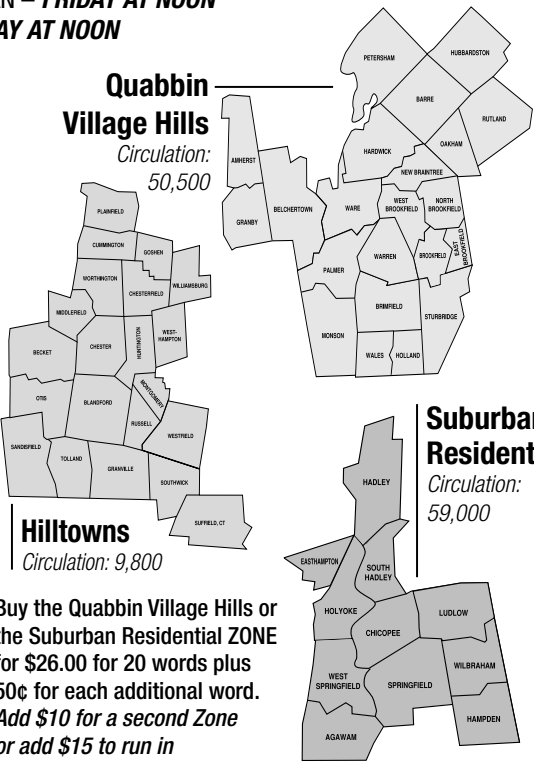 – FRIDAY AT NOON
AY AT NOON
Quabbin
Village Hills
Circulation:
50,500
PETERSHAM
HUBBARDSTON
BARRE
RUTLAND
OAKHAM
HARDWICK
NEW BRAINTREE
AMHERST
GRANBY
BELCHERTOWN
WARE
WEST
BROOKFIELD
NORTH
BROOKFIELD
EAST
BROOKFIELD
BROOKFIELD
WARREN
PALMER
BRIMFIELD
STURBRIDGE
MONSON
WALES
HOLLAND
PLAINFIELD
CUMMINGTON
GOSHEN
WORTHINGTON
CHESTERFIELD
WILLIAMSBURG
MIDDLEFIELD
CHESTER
HUNTINGTON
WEST-
HAMPTON
BECKET
OTIS
BLANDFORD
MONTGOMERY
RUSSELL
WESTFIELD
SANDISFIELD
TOLLAND
GRANVILLE
SOUTHWICK
SUFFIELD, CT
Hilltowns
Circulation: 9,800
Suburban
Resident
Circulation:
59,000
HADLEY
EASTHAMPTON
SOUTH
HADLEY
HOLYOKE
CHICOPEE
LUDLOW
WEST
SPRINGFIELD
SPRINGFIELD
WILBRAHAM
HAMPDEN
AGAWAM
Buy the Quabbin Village Hills or
the Suburban Residential ZONE
for $26.00 for 20 words plus
50¢ for each additional word.
Add $10 for a second Zone
or add $15 to run in